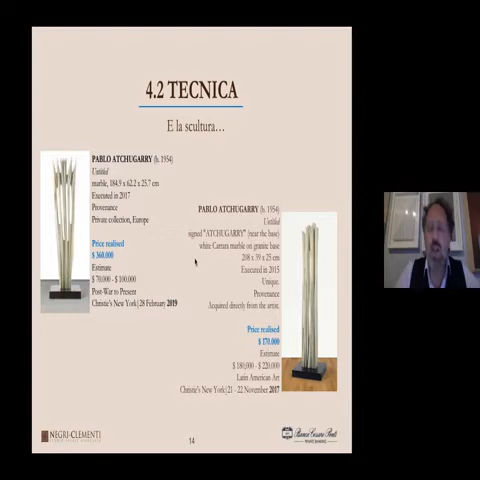 4.2 TECNICA
E la scultura…
PABLO ATCHUGARRY (b. 1954)
Untitled
marble, 184.9 x 62.2 x 25.7 cm
Executed in 2017
Provenance
Private collection, Europe
Price realised
$ 360.000
Estimate
$ 70,000 - $ 100,000
Post-War to Present
Christie's New York| 28 February 2019
PABLO ATCHUGARRY (b. 1954)
Untitled
signed "ATCHUGARRY" (near the base)
white Carrara marble on granite base
208 x 39 x 25 cm
Executed in 2015
Unique.
Provenance
Acquired directly from the artist.
Price realised
$ 170.000
Estimate
$ 180,000 - $ 220,000
Latin American Art
Christie's New York| 21 - 22 November 2017
NEGRI-CLEMENTI
14
Banca Cesare Ponti